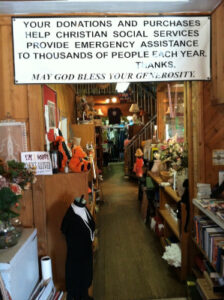 YOUR DONATIONS AND PURCHASES
HELP CHRISTIAN SOCIAL SERVICES
PROVIDE EMERGENCY ASSISTANCE
TO THOUSANDS OF PEOPLE EACH YEAR.
THANKS,
MAY GOD BLESS YOUR GENEROSITY.